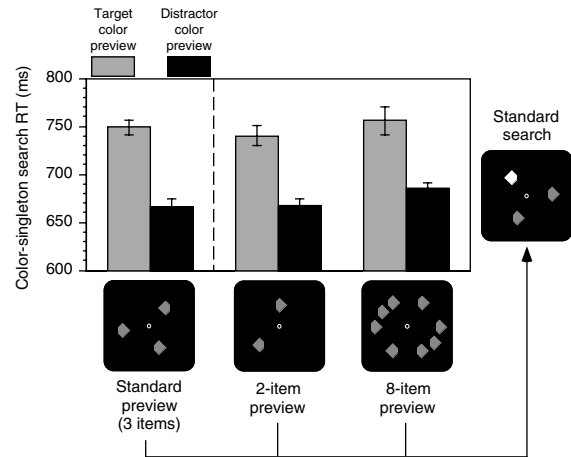 Target
color
preview
Distractor
color
preview
800
750
700
650
600
Color-singleton search RT (ms)
Standard
search
Standard
preview
(3 items)
2-item
preview
8-item
preview